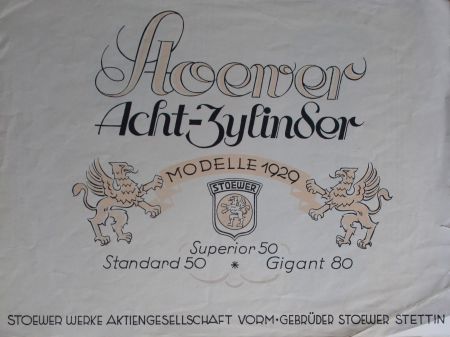 Stoewer
Acht-Zylinder
MODELLE 1929
STOEWER
Superior 50
Standard 50 * Gigant 80
STOEWER WERKE AKTIENGESELLSCHAFT VORM·GEBRÜDER STOEWER STETTIN